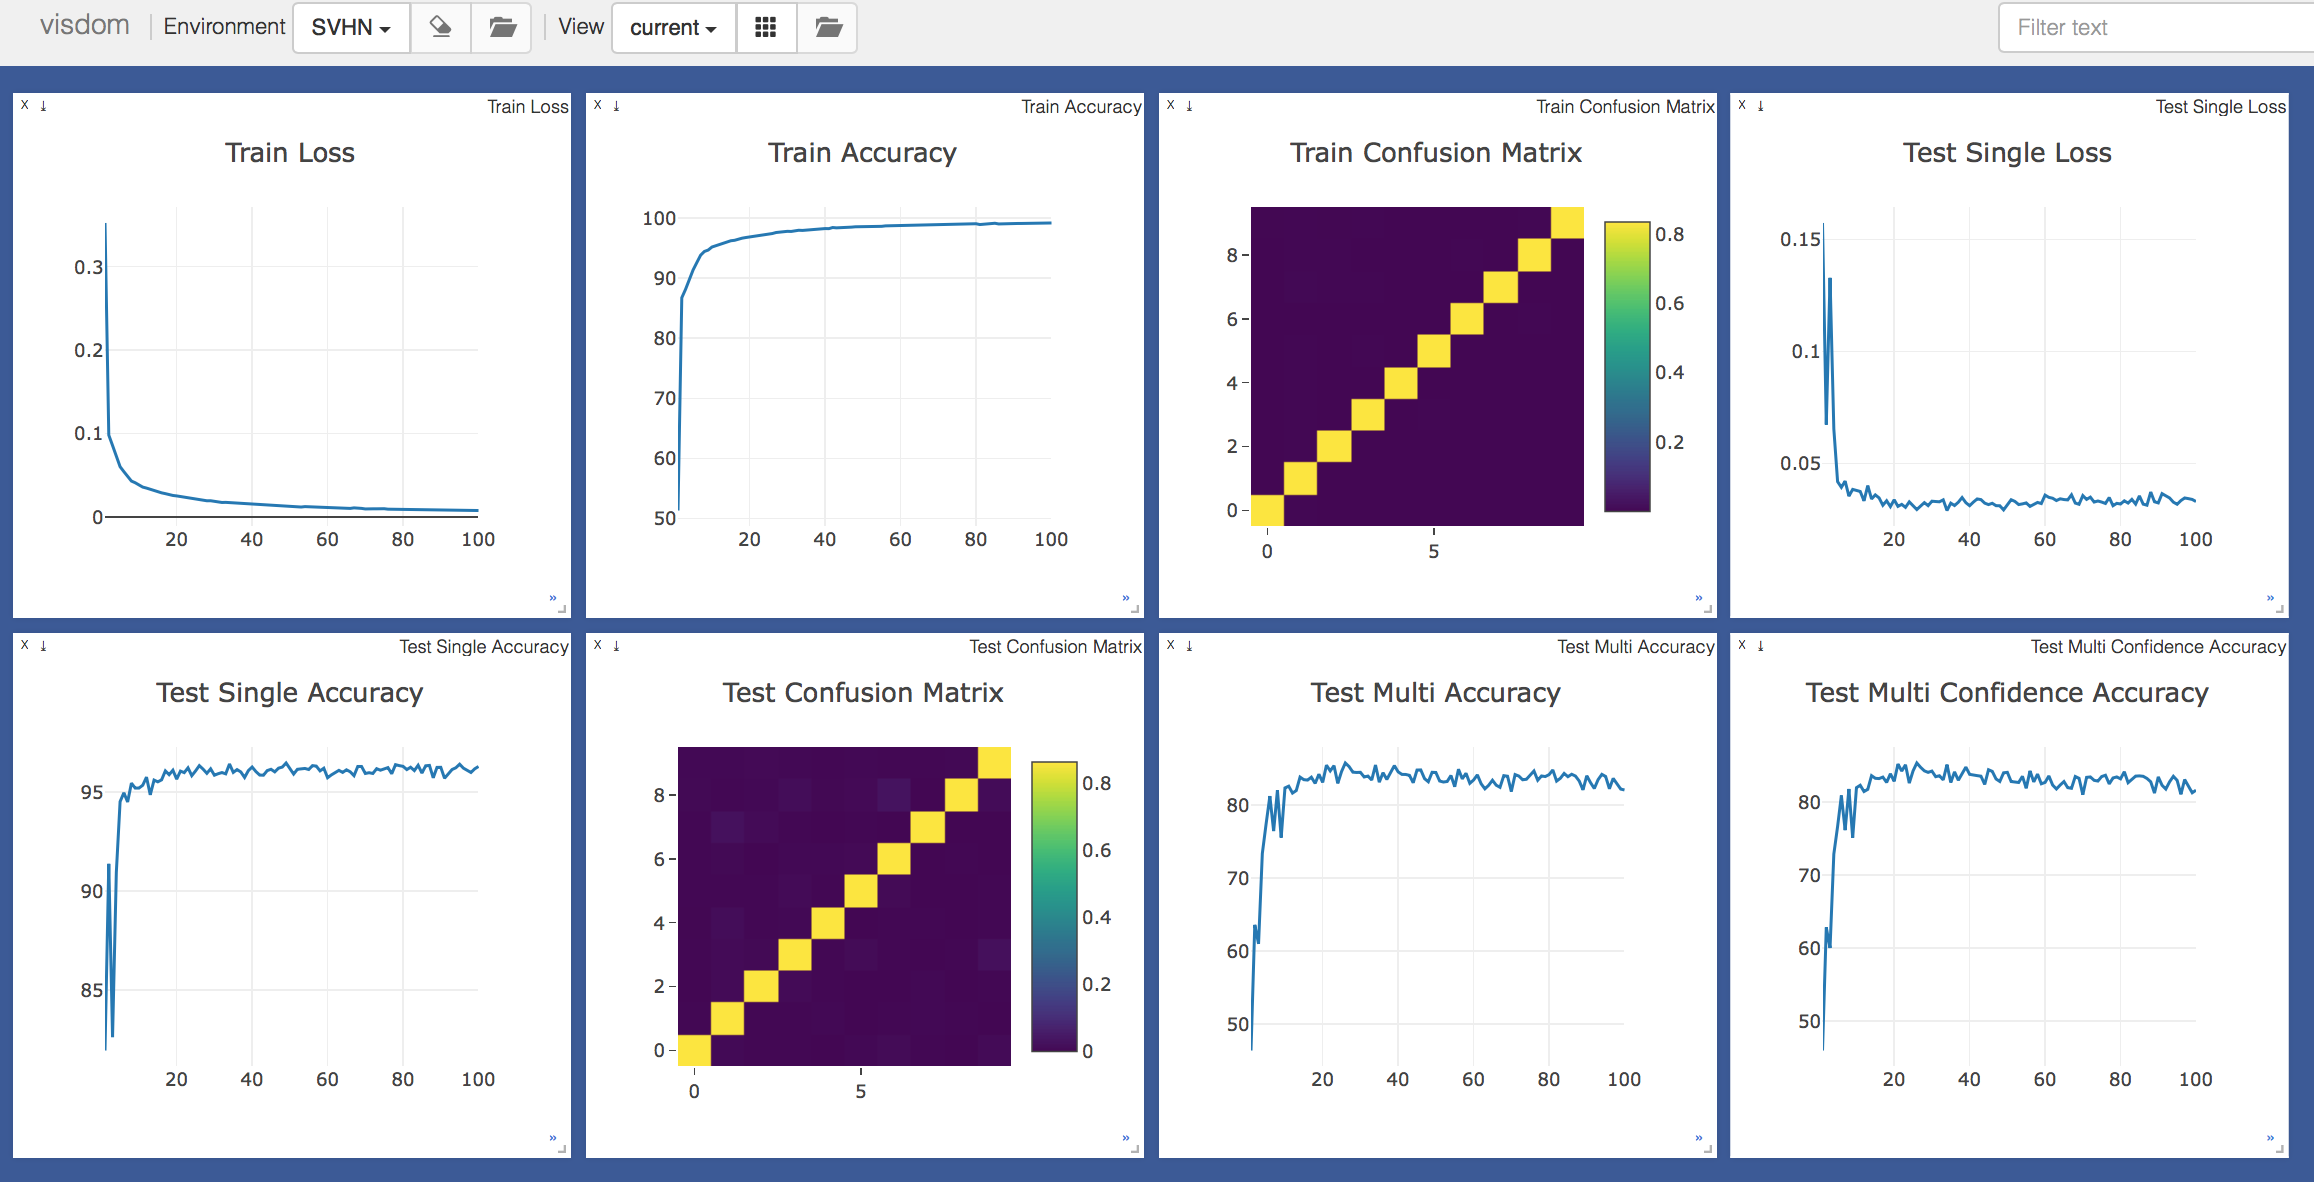 visdom Environment SVHN View current Filter text
X Train Loss
Train Loss
0.3
0.2
0.1
0
20 40 60 80 100
»
X Train Accuracy
Train Accuracy
100
90
80
70
60
50
20 40 60 80 100
»
X Train Confusion Matrix
Train Confusion Matrix
8
6
4
2
0
0 5
0.8
0.6
0.4
0.2
»
X Test Single Loss
Test Single Loss
0.15
0.1
0.05
20 40 60 80 100
»
X Test Single Accuracy
Test Single Accuracy
95
90
85
20 40 60 80 100
»
X Test Confusion Matrix
Test Confusion Matrix
8
6
4
2
0
0 5
0.8
0.6
0.4
0.2
0
»
X Test Multi Accuracy
Test Multi Accuracy
80
70
60
50
20 40 60 80 100
»
X Test Multi Confidence Accuracy
Test Multi Confidence Accuracy
80
70
60
50
20 40 60 80 100
»